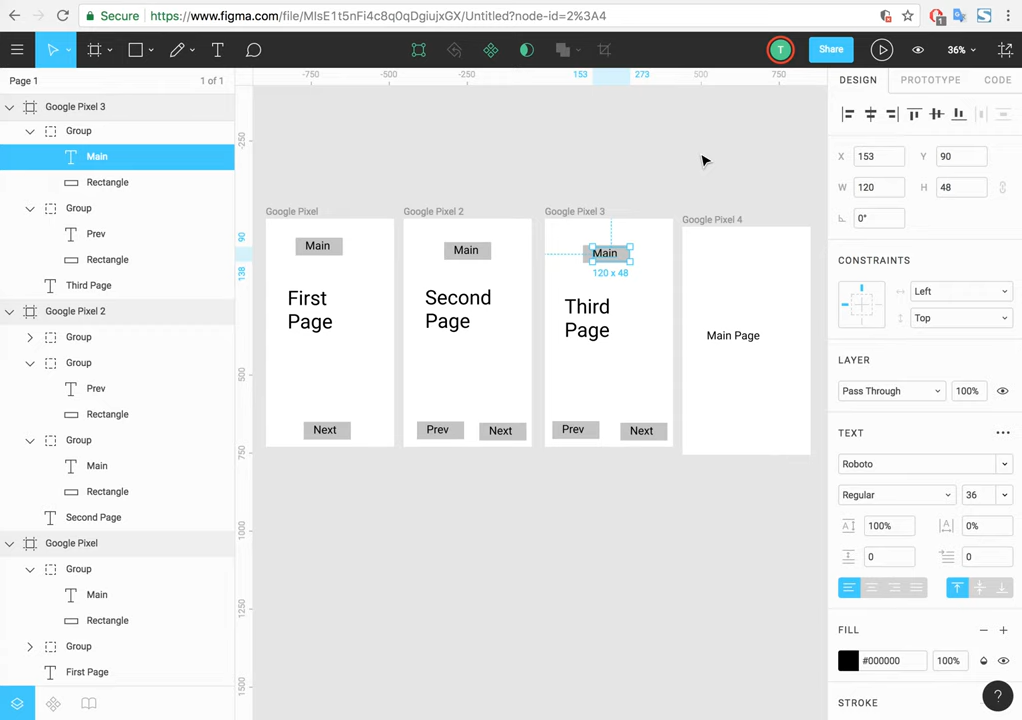 Secure
https://www.figma.com/file/MlsE1t5nFi4c8q0qDgiujxGX/Untitled?node-id=2%3A4
1
T
Share
36%
Page 1
1 of 1
-750
-500
-250
153
273
500
750
DESIGN
PROTOTYPE
CODE
Google Pixel 3
Group
Main
Rectangle
Group
Prev
Rectangle
Third Page
Google Pixel 2
Group
Group
Prev
Rectangle
Group
Main
Rectangle
Second Page
Google Pixel
Group
Main
Rectangle
Group
First Page
-250
90
138
500
750
1000
1250
1500
Google Pixel
Main
First
Page
Next
Google Pixel 2
Main
Second
Page
Prev
Next
Google Pixel 3
Main
120 x 48
Third
Page
Prev
Next
Google Pixel 4
Main Page
X 153
Y 90
W 120
H 48
0°
CONSTRAINTS
Left
Top
LAYER
Pass Through
100%
TEXT
Roboto
Regular
36
100%
0%
0
0
FILL
#000000
100%
STROKE
?